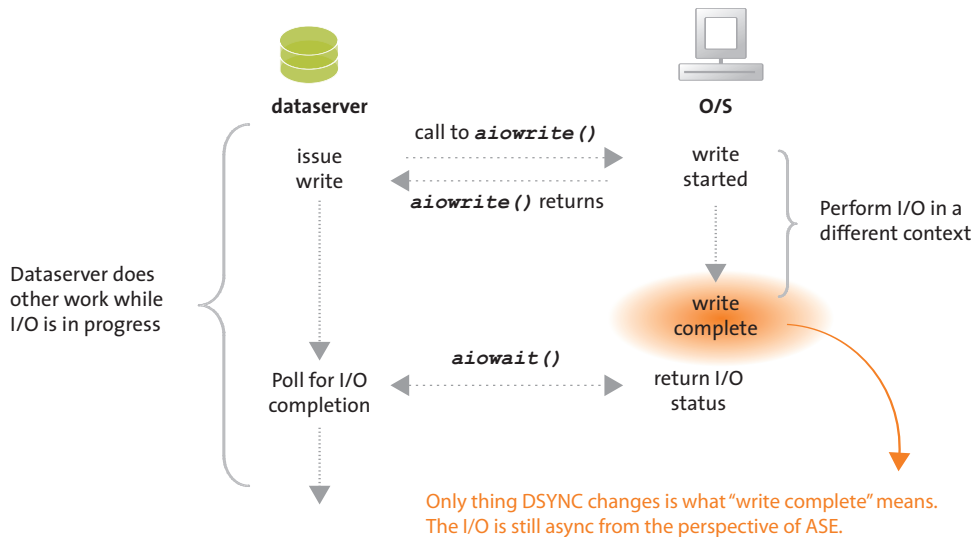 dataserver
O/S
call to aiowrite()
issue
write
write
started
aiowrite() returns
Perform I/O in a
different context
Dataserver does
other work while
I/O is in progress
write
complete
aiowait()
Poll for I/O
completion
return I/O
status
Only thing DSYNC changes is what “write complete” means.
The I/O is still async from the perspective of ASE.